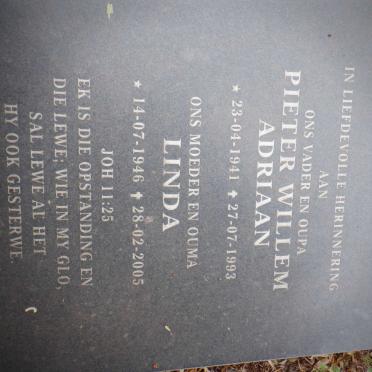 IN LIEFDEVOLLE HERINNERING
AAN
ONS VADER EN OUPA
PIETER WILLEM
ADRIAAN
★ 23-04-1941 ✝ 27-07-1993
ONS MOEDER EN OUMA
LINDA
★ 14-07-1946 ✝ 28-02-2005
JOH 11:25
EK IS DIE OPSTANDING EN
DIE LEWE; WIE IN MY GLO,
SAL LEWE AL HET
HY OOK GESTERWE